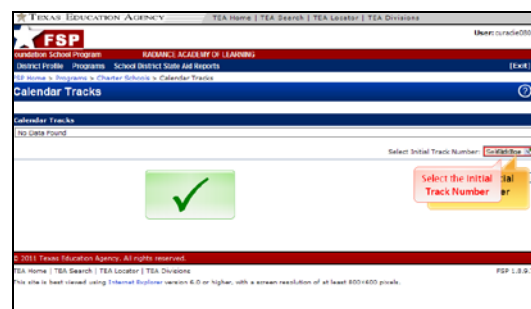 TEXAS EDUCATION AGENCY TEA Home | TEA Search | TEA Locator | TEA Divisions
FSP
User: curade080
oundation School Program RADIANCE ACADEMY OF LEARNING
District Profile Programs School District State Aid Reports [Exit]
FSP Home > Programs > Charter Schools > Calendar Tracks
Calendar Tracks
Calendar Tracks
No Data Found
Select Initial Track Number:
Select the Initial
Track Number
© 2011 Texas Education Agency. All rights reserved.
TEA Home | TEA Search | TEA Locator | TEA Divisions FSP 1.8.9.
This site is best viewed using Internet Explorer version 6.0 or higher, with a screen resolution of at least 800x600 pixels.